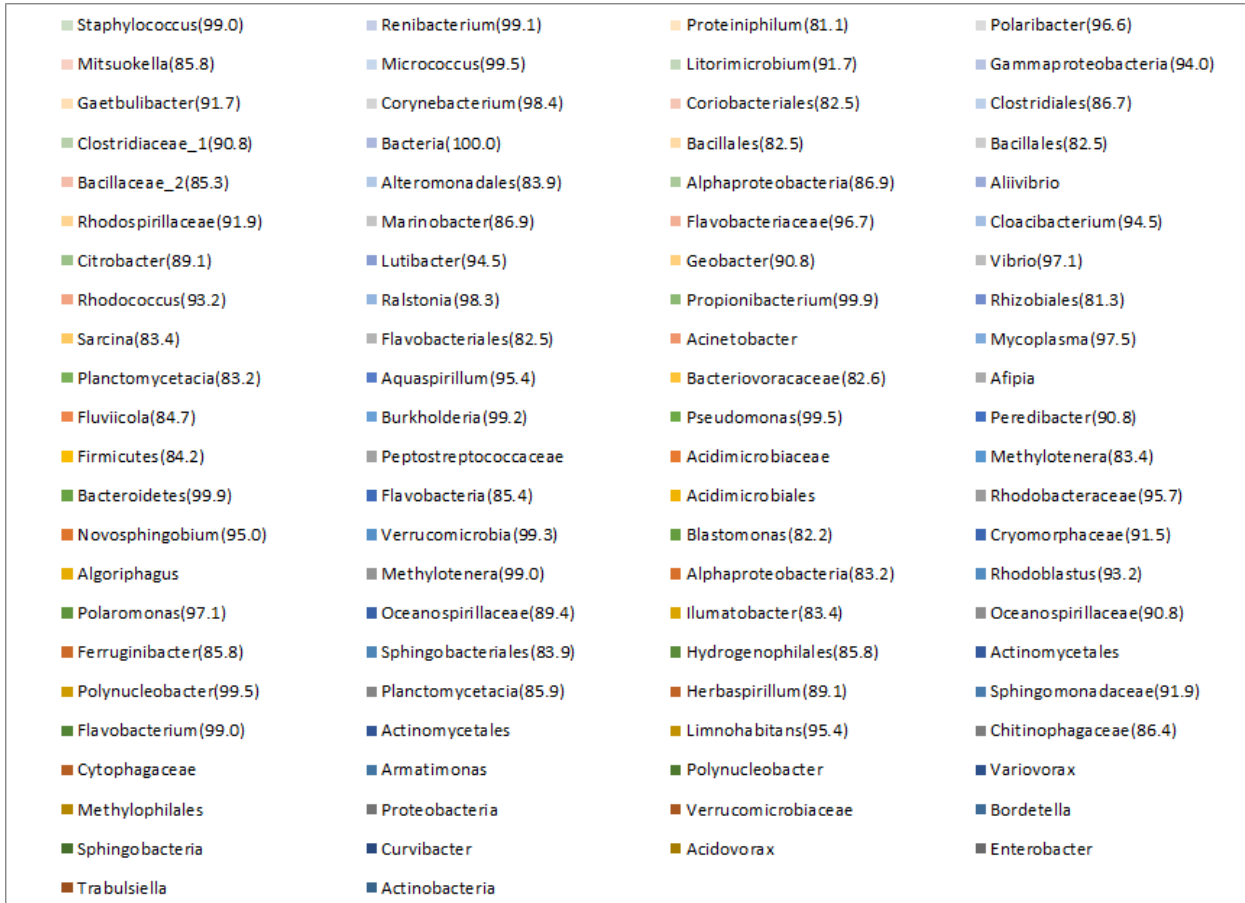 Staphylococcus(99.0) Renibacterium(99.1) Proteiniphilum(81.1) Polaribacter(96.6)
Mitsuokella(85.8) Micrococcus(99.5) Litorimicrobium(91.7) Gammaproteobacteria(94.0)
Gaetbulibacter(91.7) Corynebacterium(98.4) Coriobacteriales(82.5) Clostridiales(86.7)
Clostridiaceae_1(90.8) Bacteria(100.0) Bacillales(82.5) Bacillales(82.5)
Bacillaceae_2(85.3) Alteromonadales(83.9) Alphaproteobacteria(86.9) Aliivibrio
Rhodospirillaceae(91.9) Marinobacter(86.9) Flavobacteriaceae(96.7) Cloacibacterium(94.5)
Citrobacter(89.1) Lutibacter(94.5) Geobacter(90.8) Vibrio(97.1)
Rhodococcus(93.2) Ralstonia(98.3) Propionibacterium(99.9) Rhizobiales(81.3)
Sarcina(83.4) Flavobacteriales(82.5) Acinetobacter Mycoplasma(97.5)
Planctomycetacia(83.2) Aquaspirillum(95.4) Bacteriovoracaceae(82.6) Afipia
Fluviicola(84.7) Burkholderia(99.2) Pseudomonas(99.5) Peredibacter(90.8)
Firmicutes(84.2) Peptostreptococcaceae Acidimicrobiaceae Methylotenera(83.4)
Bacteroidetes(99.9) Flavobacteria(85.4) Acidimicrobiales Rhodobacteraceae(95.7)
Novosphingobium(95.0) Verrucomicrobia(99.3) Blastomonas(82.2) Cryomorphaceae(91.5)
Algoriphagus Methylotenera(99.0) Alphaproteobacteria(83.2) Rhodoblastus(93.2)
Polaromonas(97.1) Oceanospirillaceae(89.4) Ilumatobacter(83.4) Oceanospirillaceae(90.8)
Ferruginibacter(85.8) Sphingobacteriales(83.9) Hydrogenophilales(85.8) Actinomycetales
Polynucleobacter(99.5) Planctomycetacia(85.9) Herbaspirillum(89.1) Sphingomonadaceae(91.9)
Flavobacterium(99.0) Actinomycetales Limnohabitans(95.4) Chitinophagaceae(86.4)
Cytophagaceae Armatimonas Polynucleobacter Variovorax
Methylophilales Proteobacteria Verrucomicrobiaceae Bordetella
Sphingobacteria Curvibacter Acidovorax Enterobacter
Trabulsiella Actinobacteria